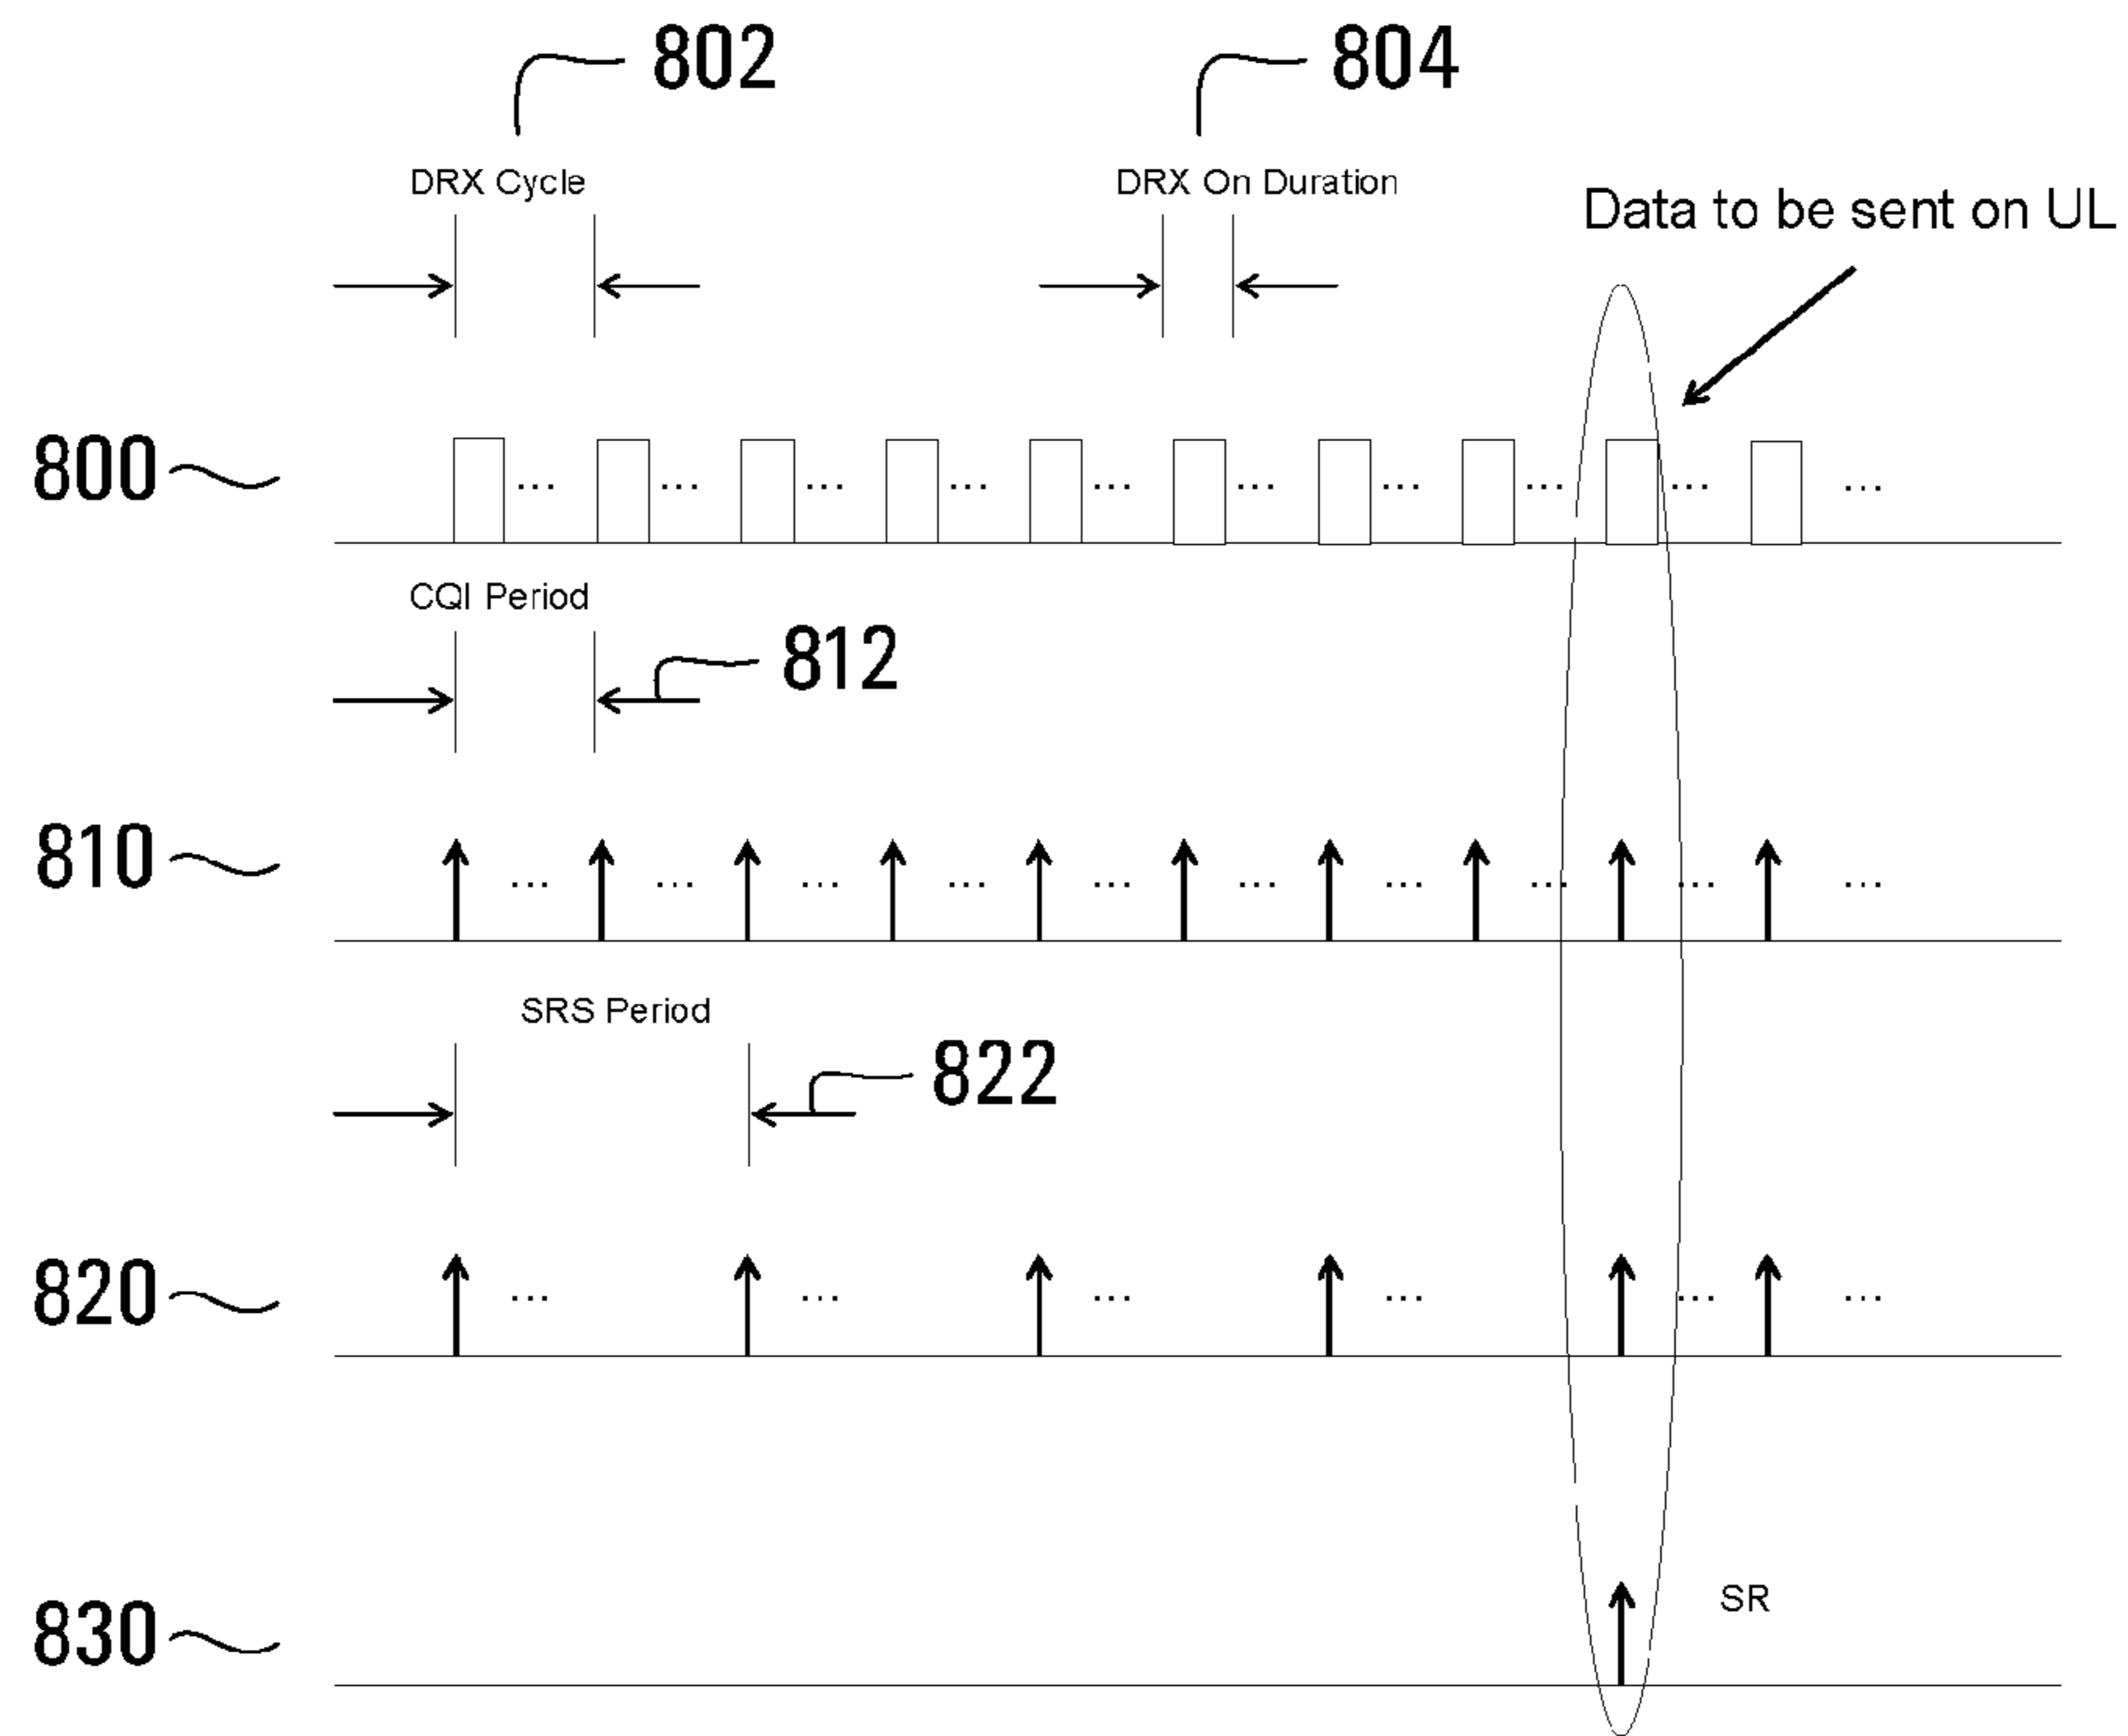 802
804
DRX Cycle
DRX On Duration
Data to be sent on UL
800
... ... ... ... ... ... ... ... ... ...
CQI Period
812
810
... ... ... ... ... ... ... ... ... ...
SRS Period
822
820
... ... ... ... ... ...
SR
830